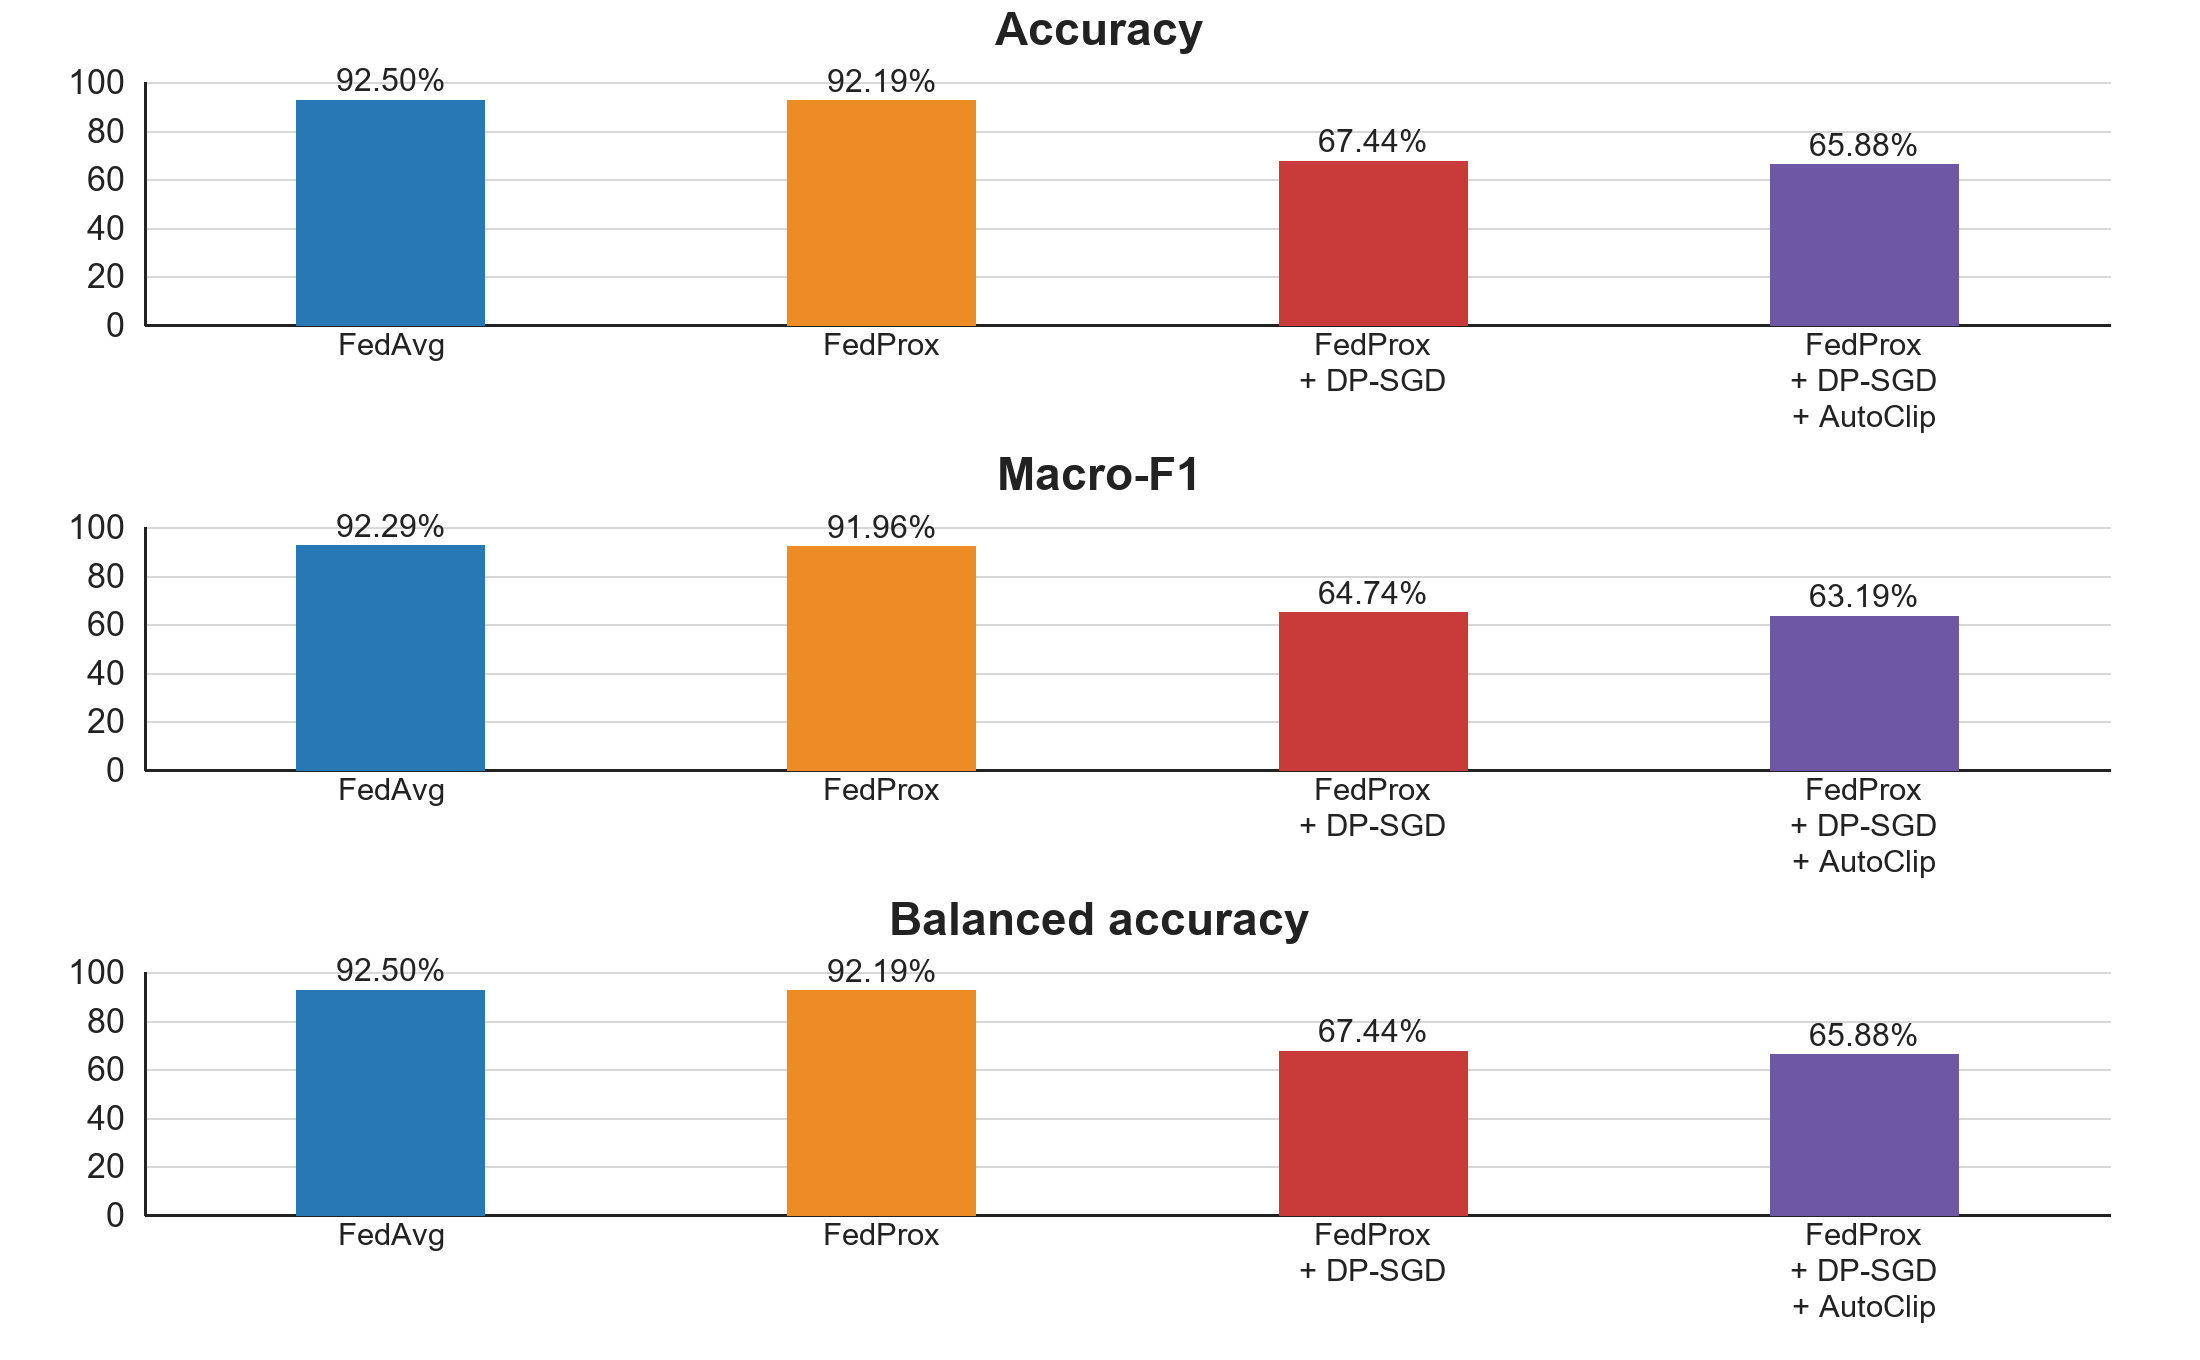 Accuracy
100
80
60
40
20
0
92.50%
92.19%
67.44%
65.88%
FedAvg
FedProx
FedProx
+ DP-SGD
FedProx
+ DP-SGD
+ AutoClip
Macro-F1
100
80
60
40
20
0
92.29%
91.96%
64.74%
63.19%
FedAvg
FedProx
FedProx
+ DP-SGD
FedProx
+ DP-SGD
+ AutoClip
Balanced accuracy
100
80
60
40
20
0
92.50%
92.19%
67.44%
65.88%
FedAvg
FedProx
FedProx
+ DP-SGD
FedProx
+ DP-SGD
+ AutoClip